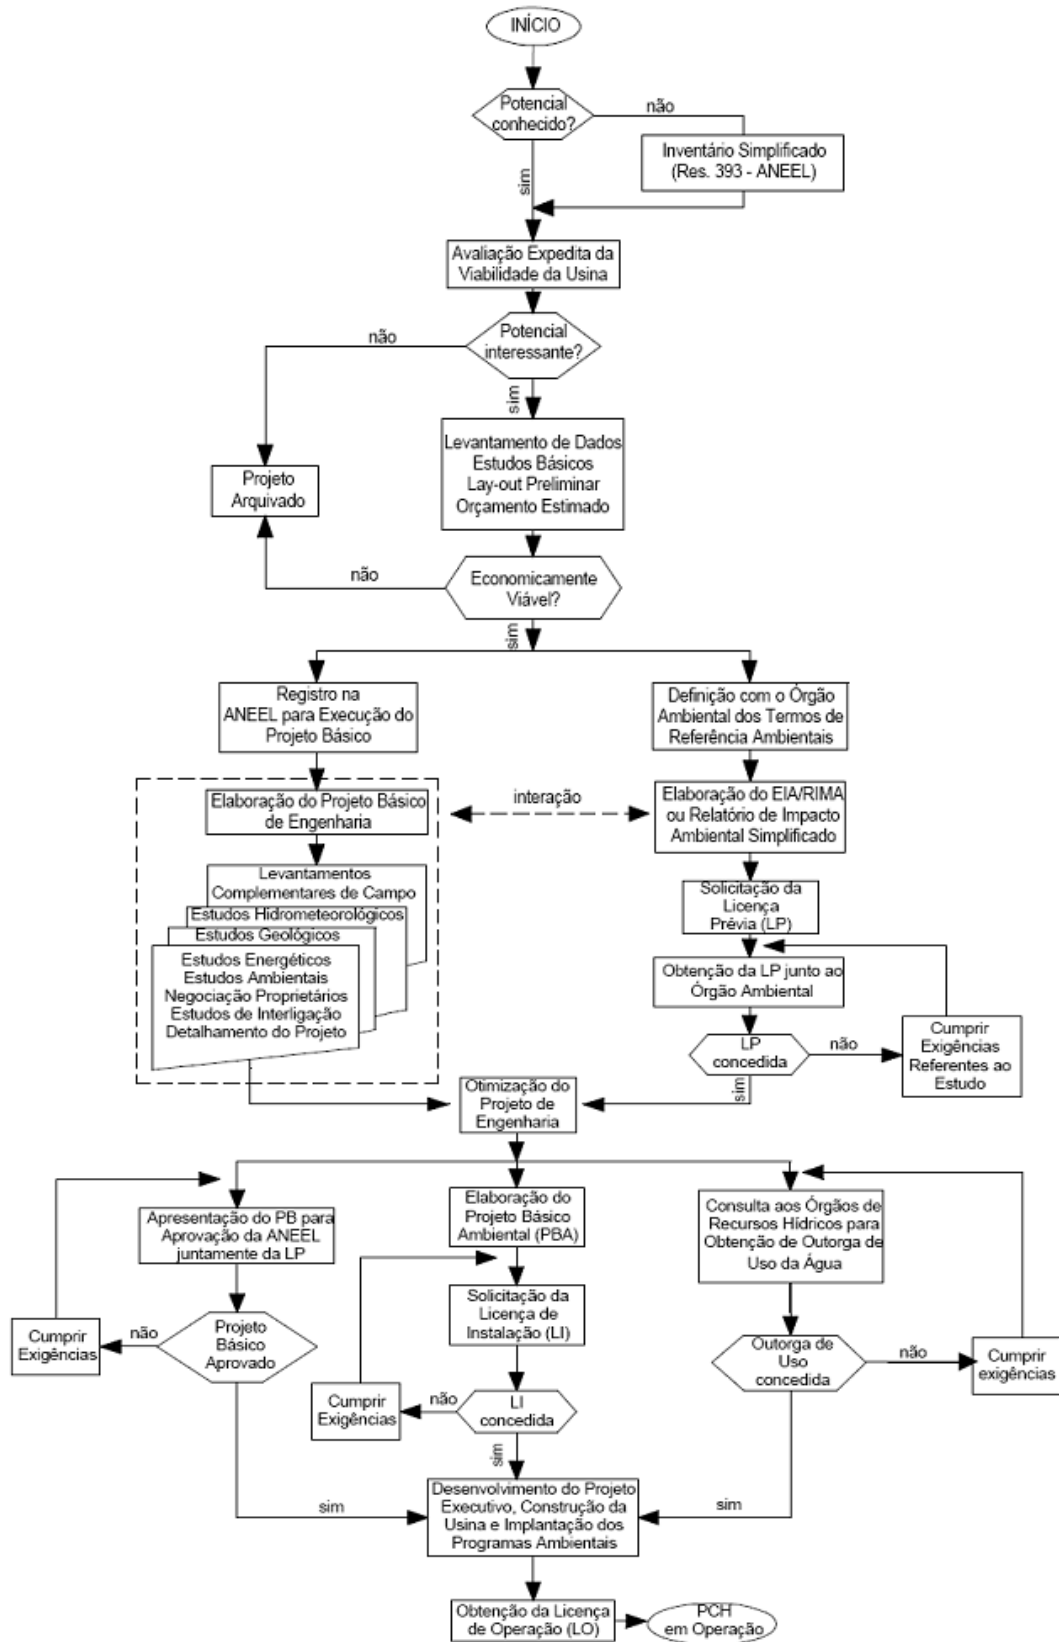 INÍCIO
Potencial
conhecido?
não
sim
Inventário Simplificado
(Res. 393 - ANEEL)
Avaliação Expedita da
Viabilidade da Usina
Potencial
interessante?
não
sim
Levantamento de Dados
Estudos Básicos
Lay-out Preliminar
Orçamento Estimado
Projeto
Arquivado
não
Economicamente
Viável?
sim
Registro na
ANEEL para Execução do
Projeto Básico
Definição com o Órgão
Ambiental dos Termos de
Referência Ambientais
Elaboração do Projeto Básico
de Engenharia
interação
Elaboração do EIA/RIMA
ou Relatório de Impacto
Ambiental Simplificado
Levantamentos
Complementares de Campo
Estudos Hidrometeorológicos
Estudos Geológicos
Estudos Energéticos
Estudos Ambientais
Negociação Proprietários
Estudos de Interligação
Detalhamento do Projeto
Solicitação da
Licença
Prévia (LP)
Obtenção da LP junto ao
Órgão Ambiental
LP
concedida
não
sim
Cumprir
Exigências
Referentes ao
Estudo
Otimização do
Projeto de
Engenharia
Apresentação do PB para
Aprovação da ANEEL
juntamente da LP
Elaboração do
Projeto Básico
Ambiental (PBA)
Consulta aos Órgãos de
Recursos Hídricos para
Obtenção de Outorga de
Uso da Água
Solicitação da
Licença de
Instalação (LI)
Cumprir
Exigências
não
Projeto
Básico
Aprovado
Outorga de
Uso
concedida
não
Cumprir
exigências
Cumprir
Exigências
não
LI
concedida
sim
sim
sim
Desenvolvimento do Projeto
Executivo, Construção da
Usina e Implantação dos
Programas Ambientais
Obtenção da Licença
de Operação (LO)
PCH
em Operação